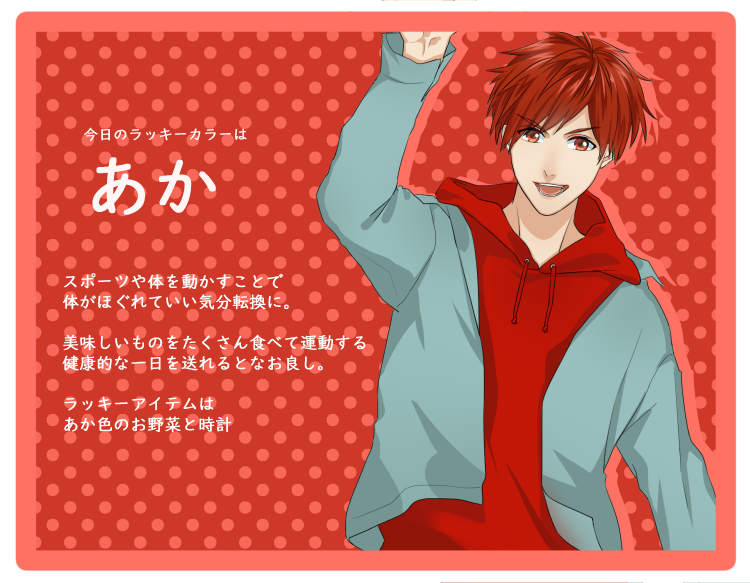 今日のラッキーカラーは
あか
スポーツや体を動かすことで
体がほぐれていい気分転換に。
美味しいものをたくさん食べて運動する
健康的な一日を送れるとなお良し。
ラッキーアイテムは
あか色のお野菜と時計